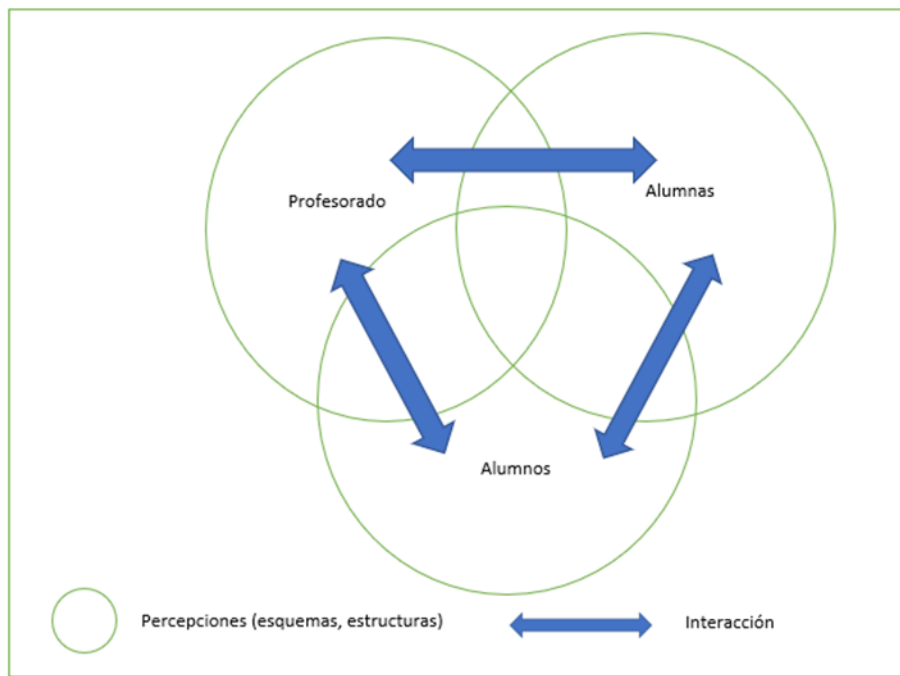 Profesorado
Alumnas
Alumnos
Percepciones (esquemas, estructuras)
Interacción